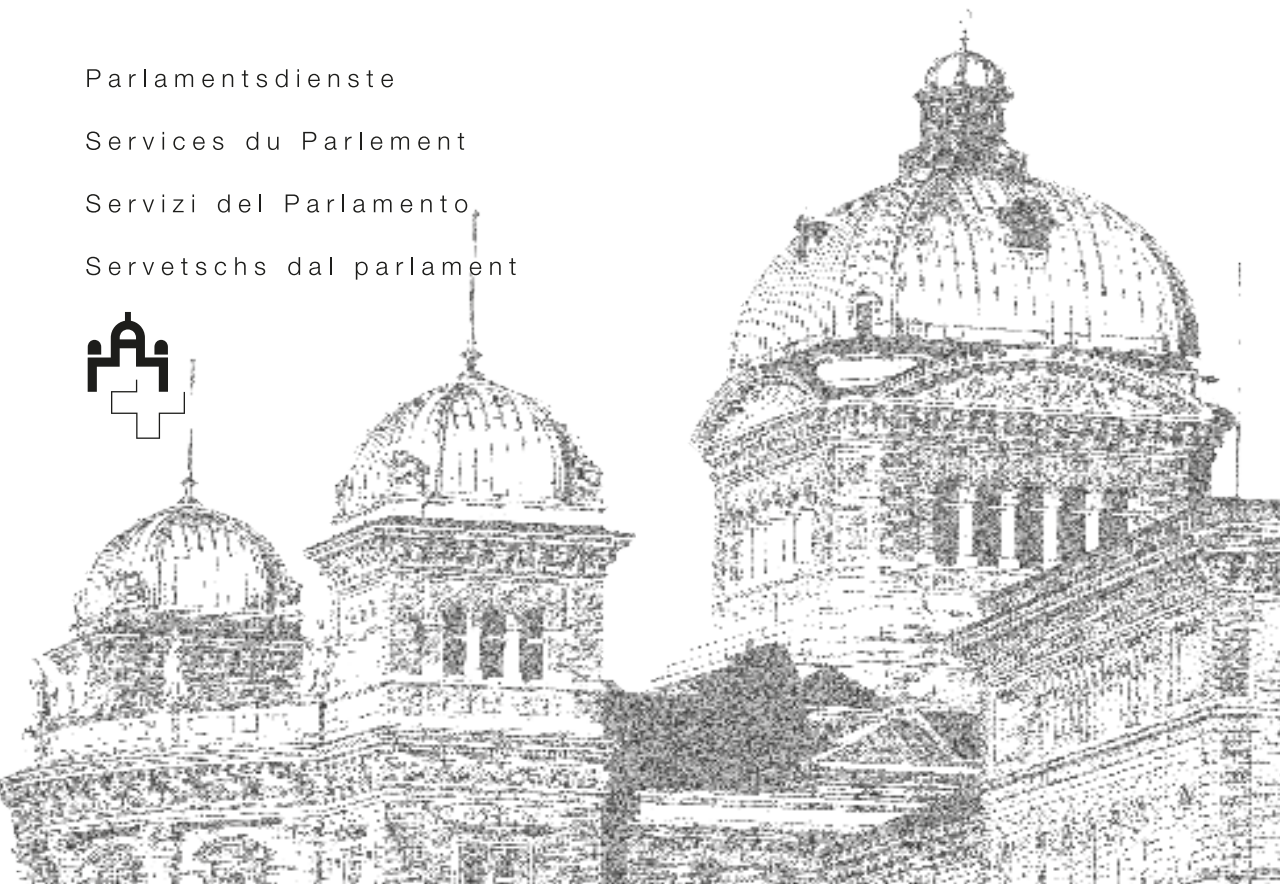 Parlamentsdienste
Services du Parlement
Servizi del Parlamento
Servetschs dal parlament